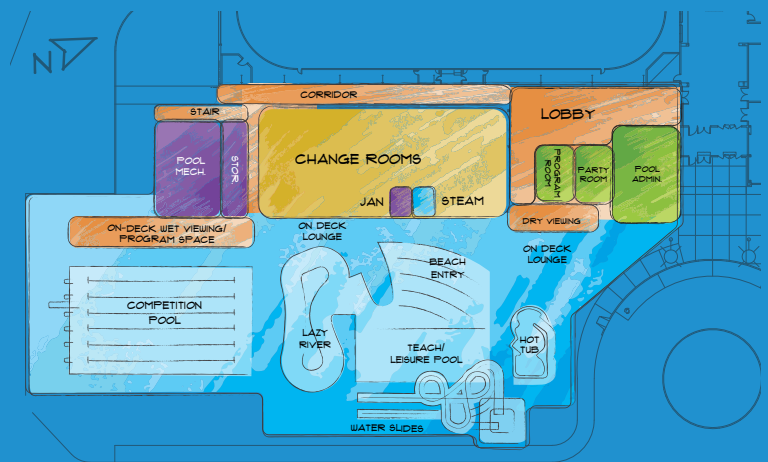 N
CORRIDOR
STAIR
LOBBY
POOL
MECH.
STOR.
CHANGE ROOMS
PROGRAM
ROOM
PARTY
ROOM
POOL
ADMIN.
JAN
STEAM
ON-DECK WET VIEWING/
PROGRAM SPACE
ON DECK
LOUNGE
DRY VIEWING
ON DECK
LOUNGE
BEACH
ENTRY
COMPETITION
POOL
LAZY
RIVER
TEACH/
LEISURE POOL
HOT
TUB
WATER SLIDES